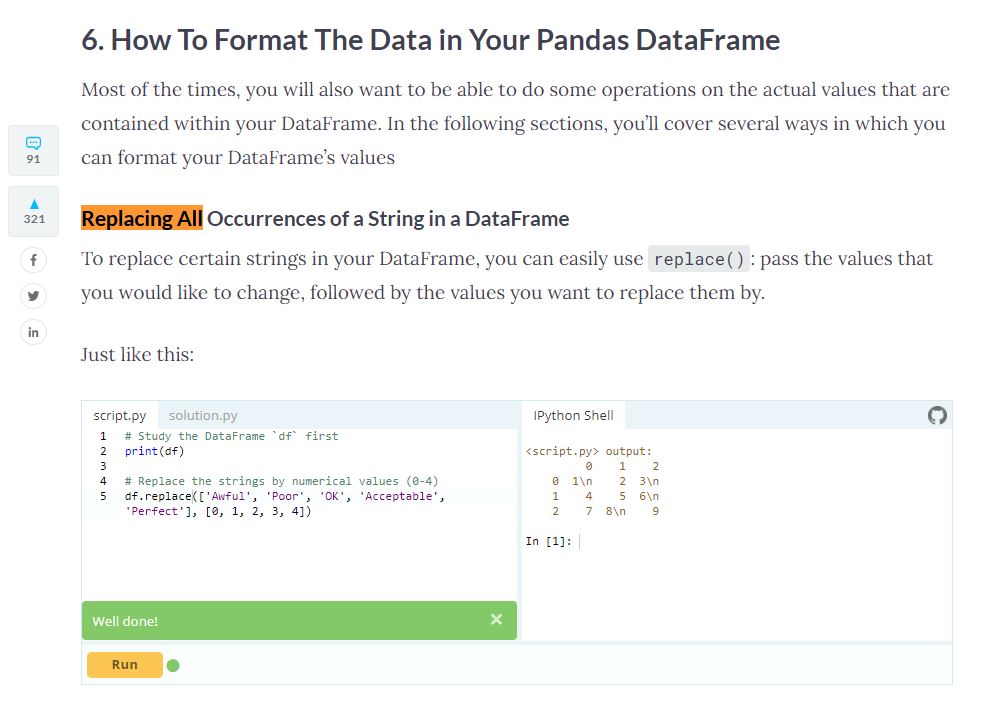 6. How To Format The Data in Your Pandas DataFrame
Most of the times, you will also want to be able to do some operations on the actual values that are
contained within your DataFrame. In the following sections, you'll cover several ways in which you
can format your DataFrame's values
91
321
Replacing All Occurrences of a String in a DataFrame
To replace certain strings in your DataFrame, you can easily use replace(): pass the values that
you would like to change, followed by the values you want to replace them by.
f
in
Just like this:
script.py solution.py
1 # Study the DataFrame `df` first
2 print(df)
3
4 # Replace the strings by numerical values (0-4)
5 df.replace(['Awful', 'Poor', 'OK', 'Acceptable',
'Perfect'], [0, 1, 2, 3, 4])
Well done! ×
Run
IPython Shell
<script.py> output:
0 1 2
0 1\n 2 3\n
1 4 5 6\n
2 7 8\n 9
In [1]: